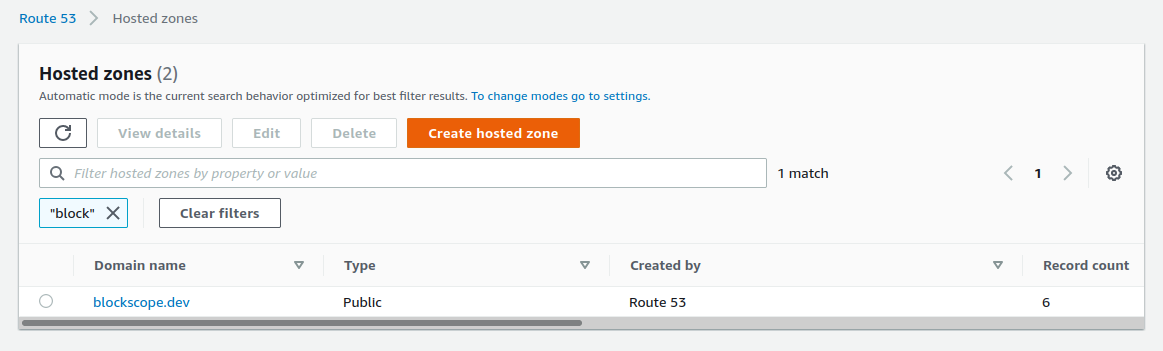 Route 53 Hosted zones
Hosted zones (2)
Automatic mode is the current search behavior optimized for best filter results. To change modes go to settings.
View details Edit Delete Create hosted zone
Filter hosted zones by property or value 1 match 1
"block" Clear filters
Domain name Type Created by Record count
blockscope.dev Public Route 53 6